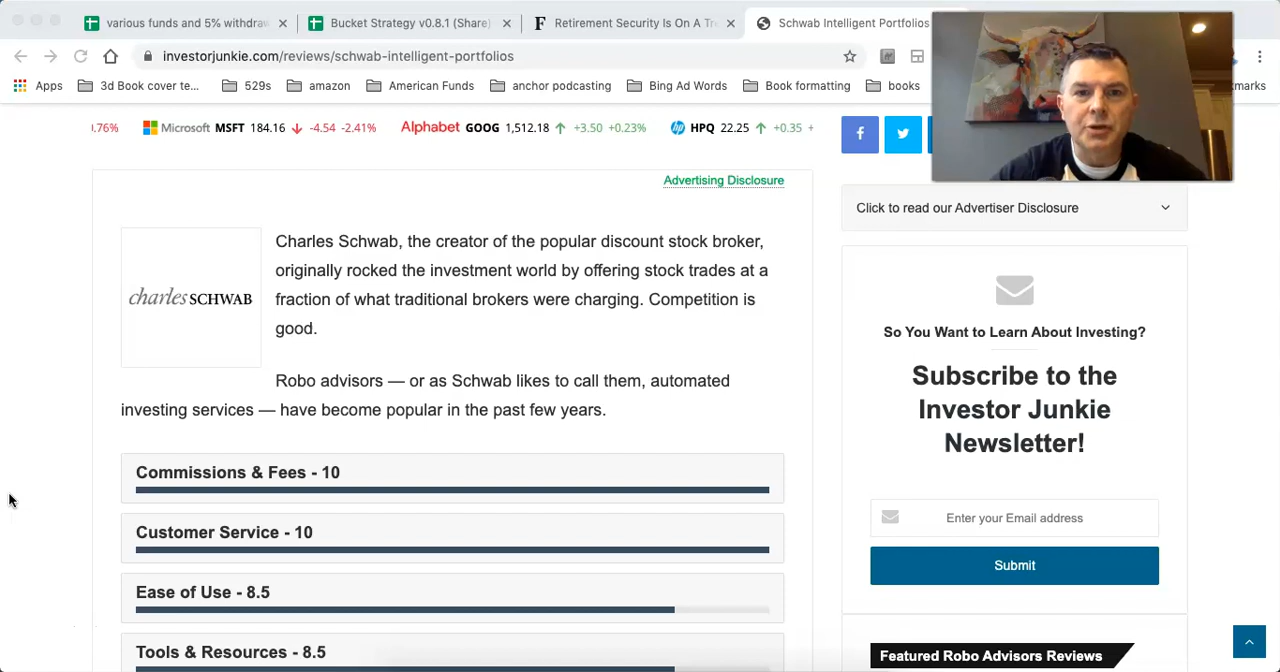 various funds and 5% withdraw
Bucket Strategy v0.8.1 (Share)
Retirement Security Is On A Tr
Schwab Intelligent Portfolios
investorjunkie.com/reviews/schwab-intelligent-portfolios
Apps
3d Book cover te...
529s
amazon
American Funds
anchor podcasting
Bing Ad Words
Book formatting
books
kmarks
.76%
Microsoft MSFT 184.16 -4.54 -2.41%
Alphabet GOOG 1,512.18 +3.50 +0.23%
hp HPQ 22.25 +0.35 +
f
Advertising Disclosure
Click to read our Advertiser Disclosure
charles SCHWAB
Charles Schwab, the creator of the popular discount stock broker,
originally rocked the investment world by offering stock trades at a
fraction of what traditional brokers were charging. Competition is
good.
Robo advisors — or as Schwab likes to call them, automated
investing services — have become popular in the past few years.
Commissions & Fees - 10
Customer Service - 10
Ease of Use - 8.5
Tools & Resources - 8.5
So You Want to Learn About Investing?
Subscribe to the
Investor Junkie
Newsletter!
Enter your Email address
Submit
Featured Robo Advisors Reviews